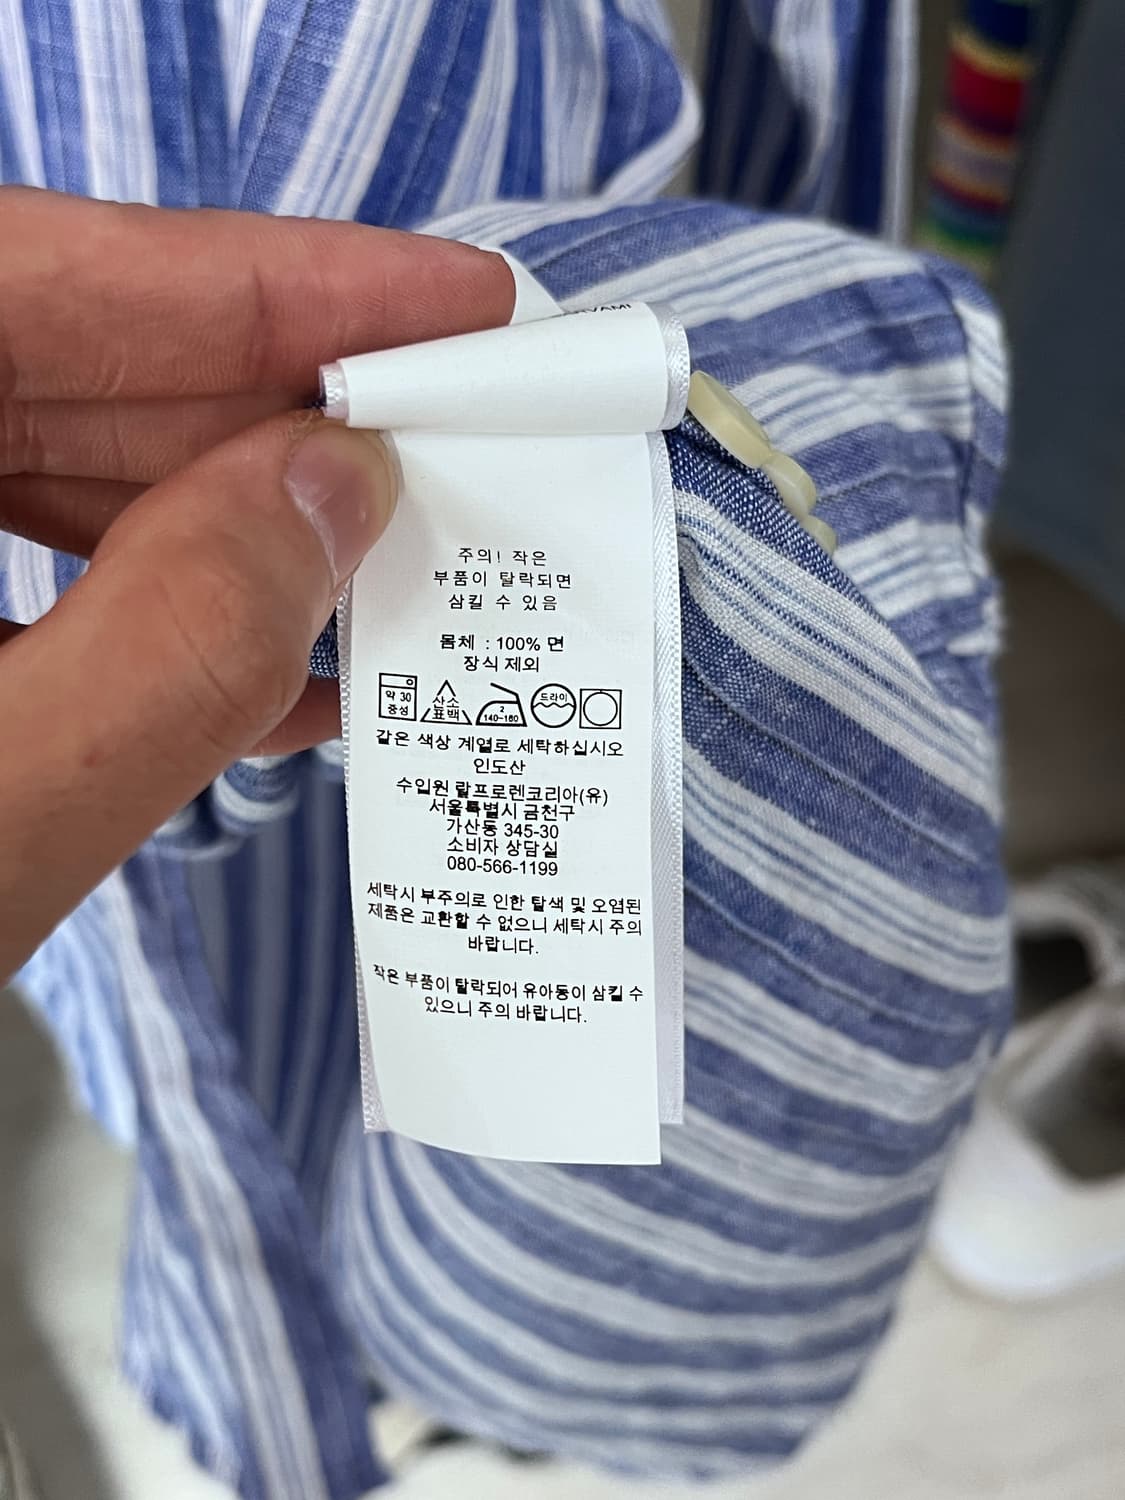 주의! 작은
부품이 탈락되면
삼킬 수 있음
몸체 : 100% 면
장식 제외
약 30
중성
산소
표백
2
140-160
드라이
같은 색상 계열로 세탁하십시오
인도산
수입원 랄프로렌코리아(유)
서울특별시 금천구
가산동 345-30
소비자 상담실
080-566-1199
세탁시 부주의로 인한 탈색 및 오염된
제품은 교환할 수 없으니 세탁시 주의
바랍니다.
작은 부품이 탈락되어 유아동이 삼킬 수
있으니 주의 바랍니다.